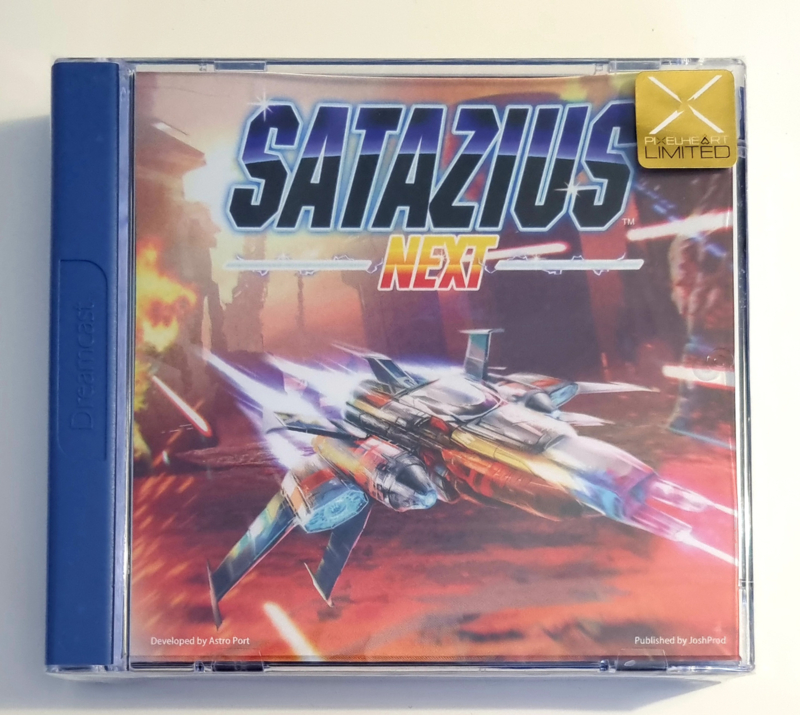 SATAZIUS
TM
NEXT
PIXELHEART
LIMITED
Dreamcast
Developed by Astro Port
Published by JoshProd